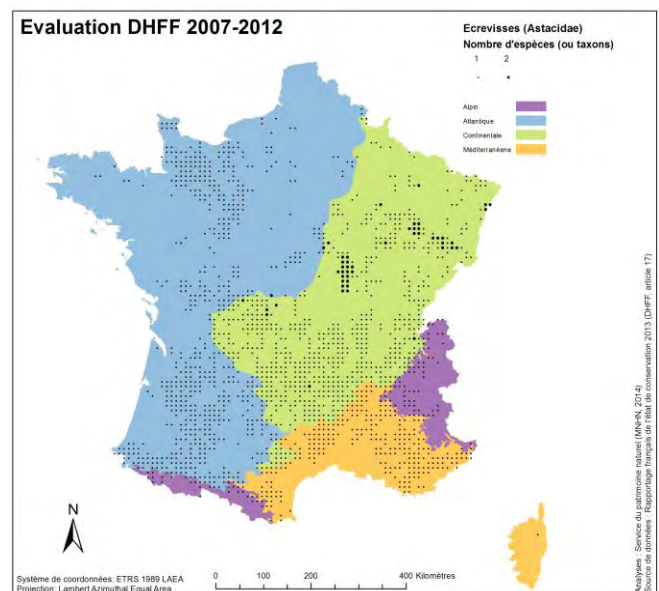 Evaluation DHFF 2007-2012
Ecrevisses (Astacidae)
Nombre d'espèces (ou taxons)
1 2
Alpin
Atlantique
Continentale
Méditerranéene
Analyses : Service du patrimoine naturel (MNHN, 2014)
Source de données : Rapportage français de l'état de conservation 2013 (DHFF, article 17)
N
Système de coordonnées: ETRS 1989 LAEA
Projection: Lambert Azimuthal Equal Area
0 100 200 400 Kilomètres